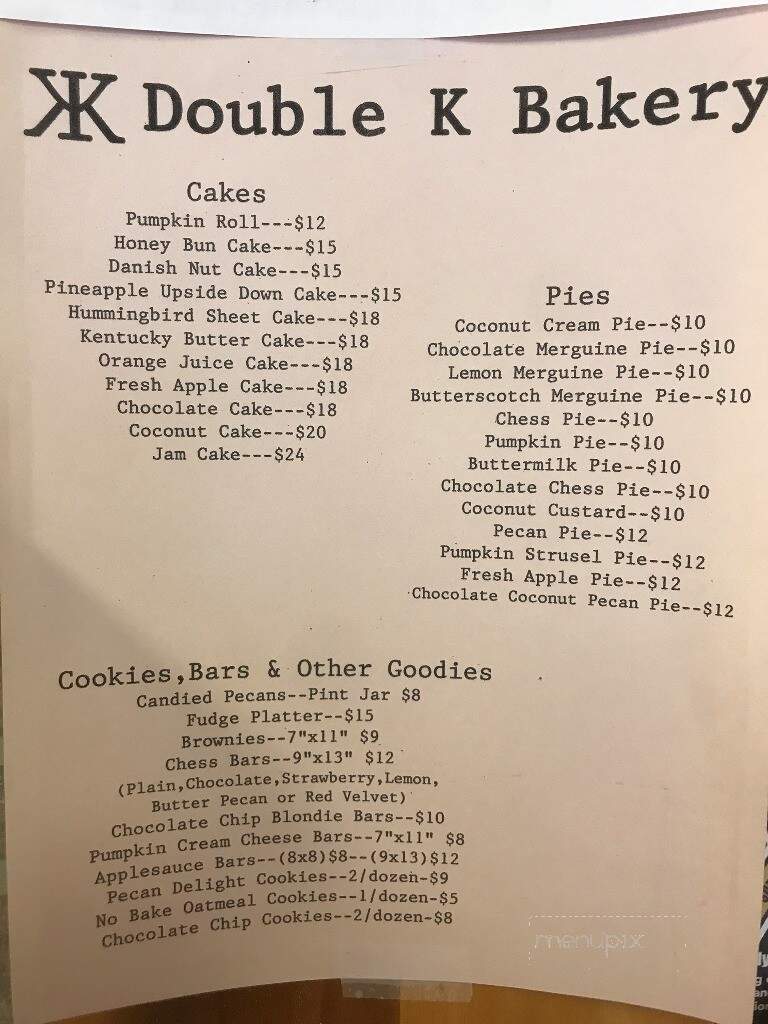 KK Double K Bakery
Cakes
Pumpkin Roll---$12
Honey Bun Cake---$15
Danish Nut Cake---$15
Pineapple Upside Down Cake---$15
Hummingbird Sheet Cake---$18
Kentucky Butter Cake---$18
Orange Juice Cake---$18
Fresh Apple Cake---$18
Chocolate Cake---$18
Coconut Cake---$20
Jam Cake---$24
Pies
Coconut Cream Pie--$10
Chocolate Merguine Pie--$10
Lemon Merguine Pie--$10
Butterscotch Merguine Pie--$10
Chess Pie--$10
Pumpkin Pie--$10
Buttermilk Pie--$10
Chocolate Chess Pie--$10
Coconut Custard--$10
Pecan Pie--$12
Pumpkin Strusel Pie--$12
Fresh Apple Pie--$12
Chocolate Coconut Pecan Pie--$12
Cookies,Bars & Other Goodies
Candied Pecans--Pint Jar $8
Fudge Platter--$15
Brownies--7"x11" $9
Chess Bars--9"x13" $12
(Plain,Chocolate,Strawberry,Lemon,
Butter Pecan or Red Velvet)
Chocolate Chip Blondie Bars--$10
Pumpkin Cream Cheese Bars--7"x11" $8
Applesauce Bars--(8x8)$8--(9x13)$12
Pecan Delight Cookies--2/dozen-$9
No Bake Oatmeal Cookies--1/dozen-$5
Chocolate Chip Cookies--2/dozen-$8
menupix